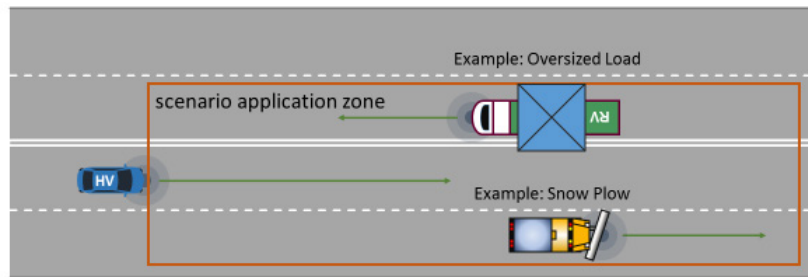 Example: Oversized Load
scenario application zone
RV
HV
Example: Snow Plow